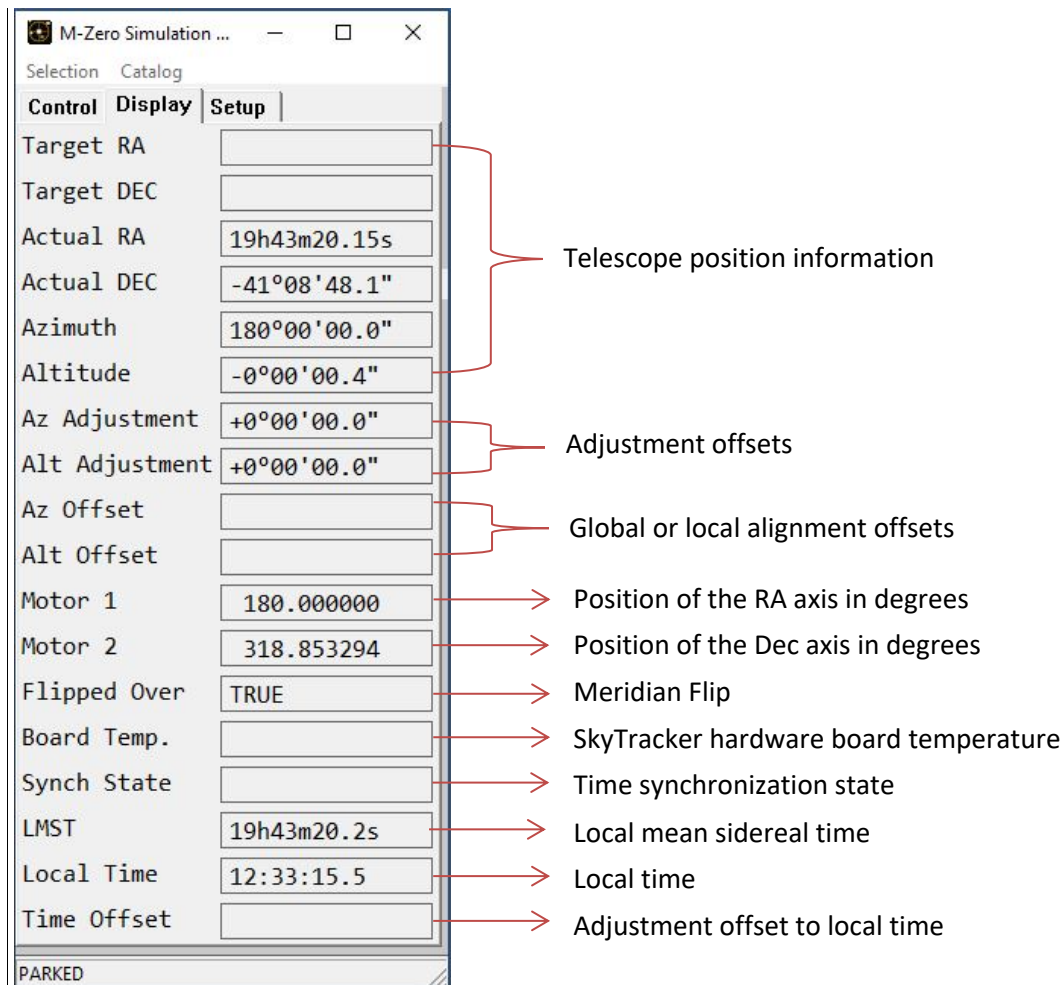 M-Zero Simulation ...
Selection Catalog
Control Display Setup
Target RA
Target DEC
Actual RA 19h43m20.15s
Telescope position information
Actual DEC -41°08'48.1"
Azimuth 180°00'00.0"
Altitude -0°00'00.4"
Az Adjustment +0°00'00.0"
Adjustment offsets
Alt Adjustment +0°00'00.0"
Az Offset
Global or local alignment offsets
Alt Offset
Motor 1 180.000000 Position of the RA axis in degrees
Motor 2 318.853294 Position of the Dec axis in degrees
Flipped Over TRUE Meridian Flip
Board Temp. SkyTracker hardware board temperature
Synch State Time synchronization state
LMST 19h43m20.2s Local mean sidereal time
Local Time 12:33:15.5 Local time
Time Offset Adjustment offset to local time
PARKED